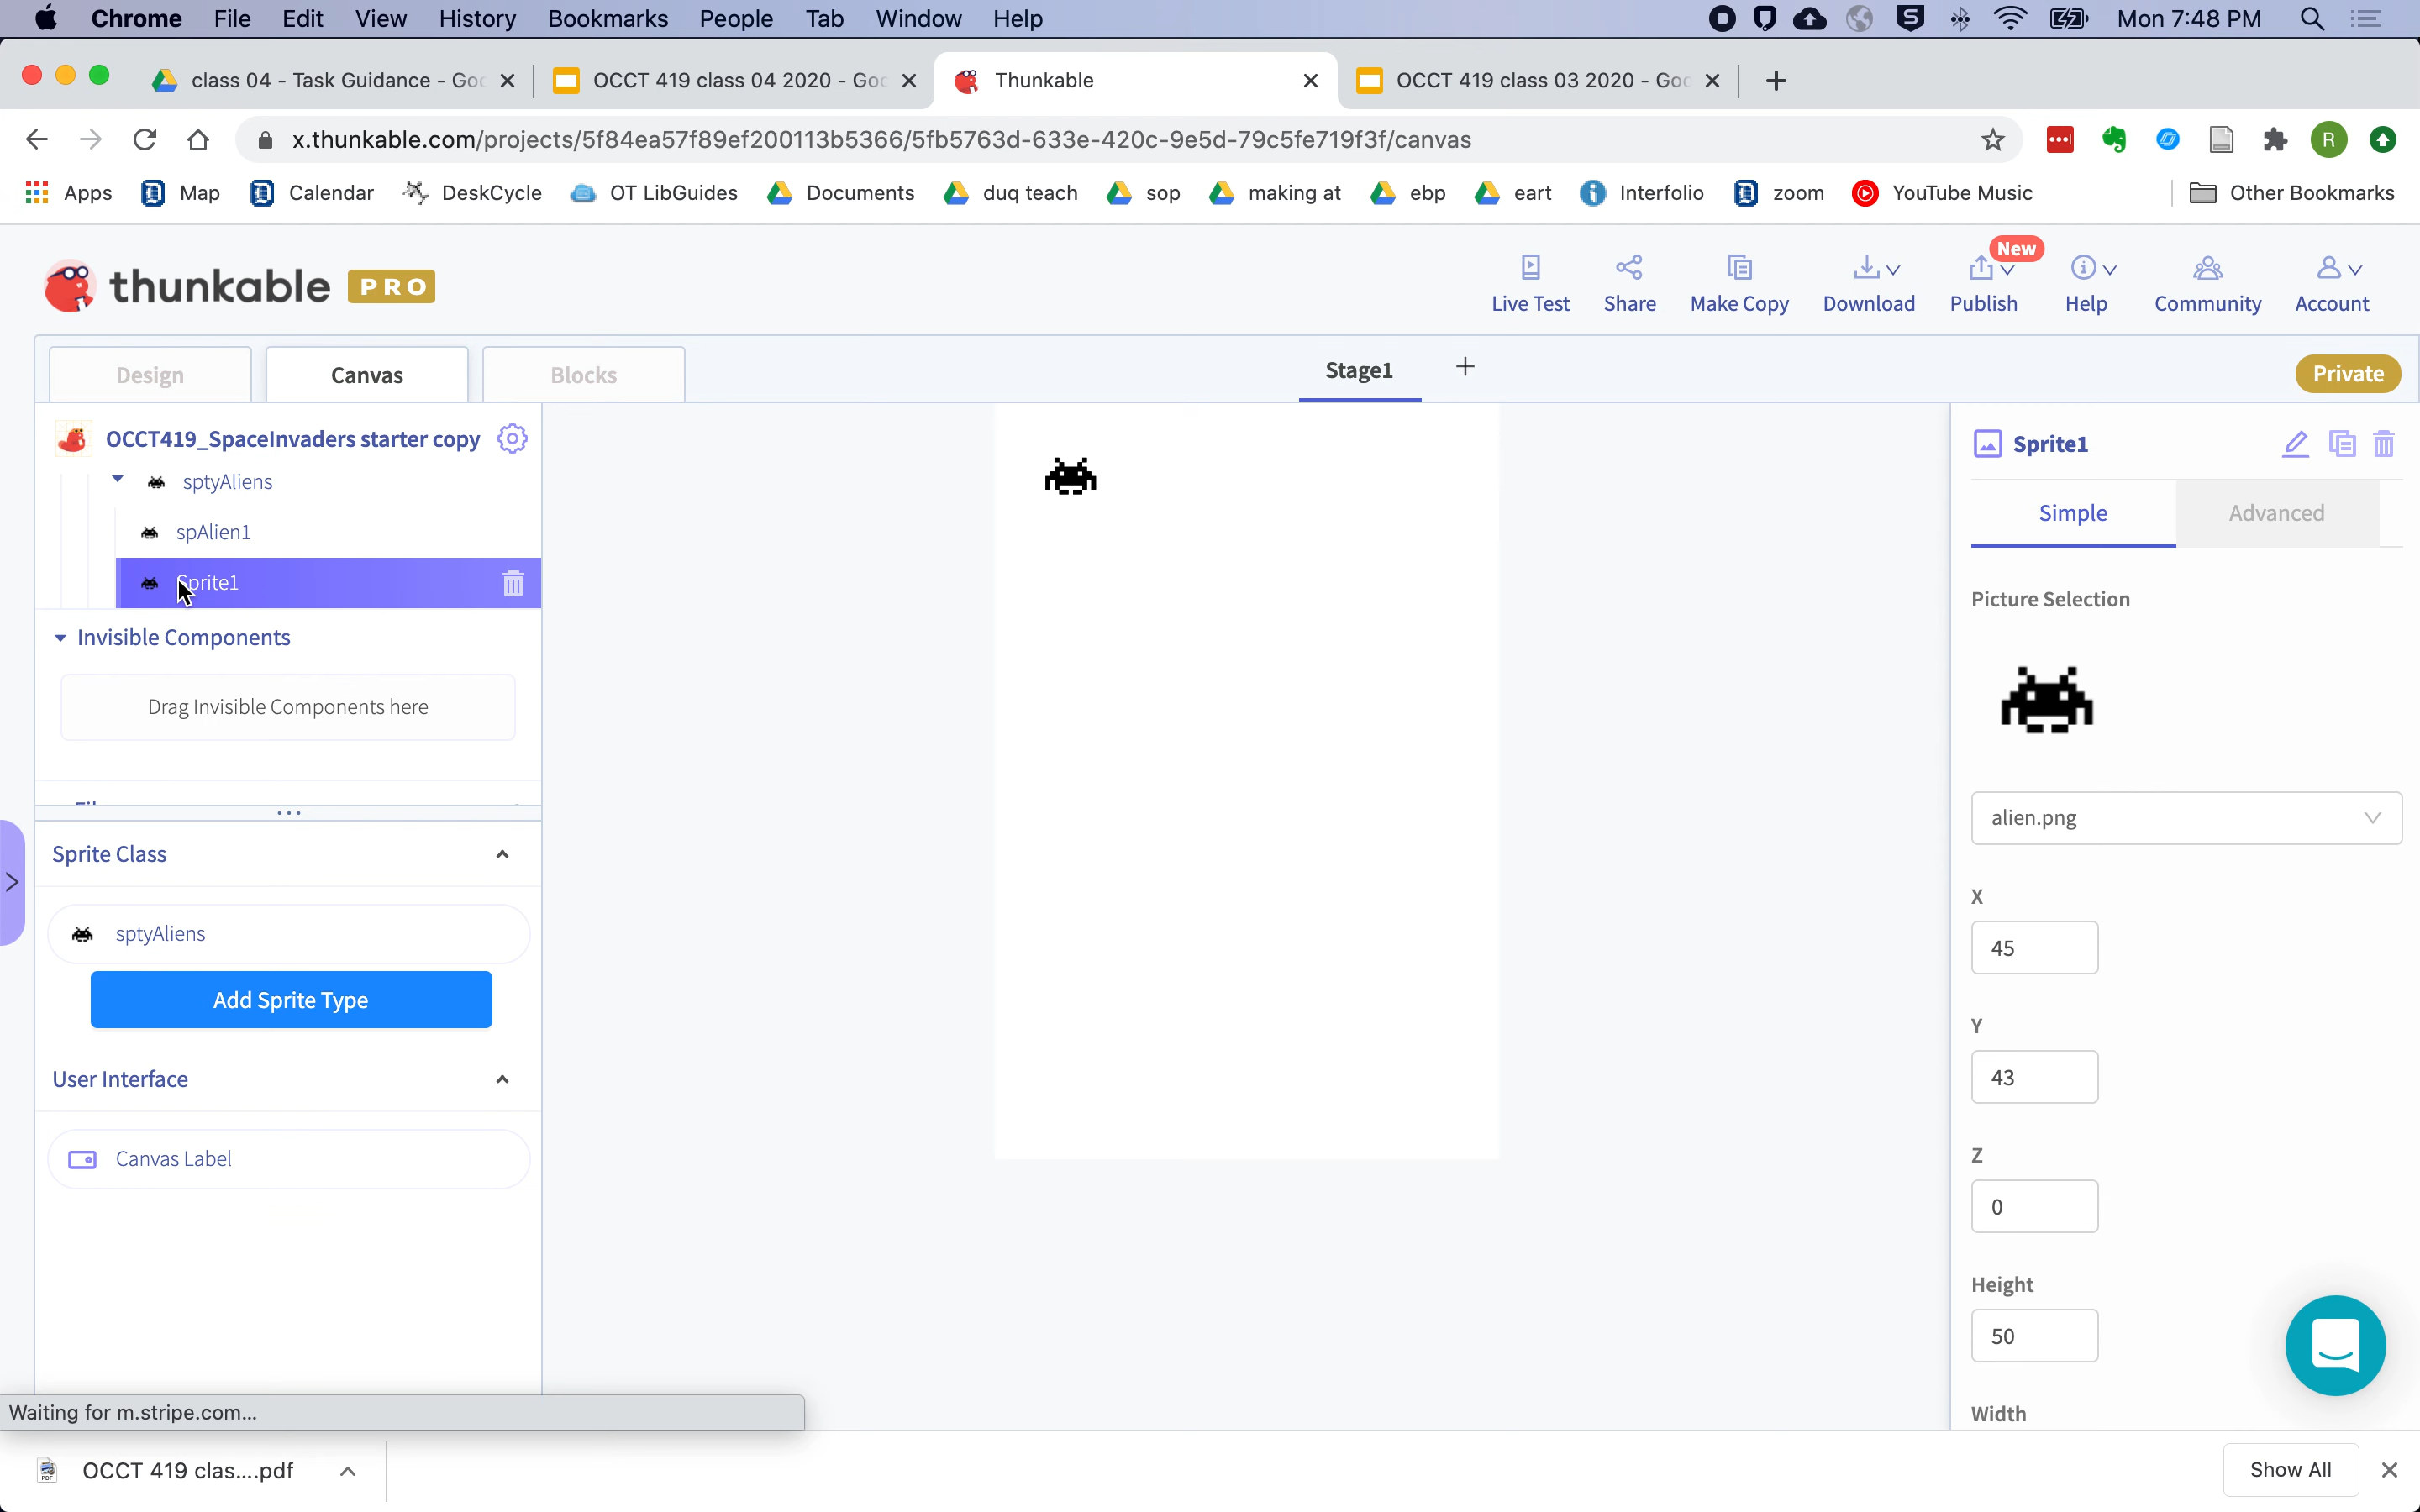 Chrome File Edit View History Bookmarks People Tab Window Help Mon 7:48 PM
class 04 - Task Guidance - Goo
OCCT 419 class 04 2020 - Goo
Thunkable
OCCT 419 class 03 2020 - Goo
x.thunkable.com/projects/5f84ea57f89ef200113b5366/5fb5763d-633e-420c-9e5d-79c5fe719f3f/canvas
R
Apps Map Calendar DeskCycle OT LibGuides Documents duq teach sop making at ebp eart Interfolio zoom YouTube Music Other Bookmarks
thunkable PRO
New
Live Test Share Make Copy Download Publish Help Community Account
Design Canvas Blocks Stage1 + Private
OCCT419_SpaceInvaders starter copy
sptyAliens
spAlien1
Sprite1
Invisible Components
Drag Invisible Components here
Sprite Class
sptyAliens
Add Sprite Type
User Interface
Canvas Label
Sprite1
Simple Advanced
Picture Selection
alien.png
X
45
Y
43
Z
0
Height
50
Width
Waiting for m.stripe.com...
OCCT 419 clas....pdf
Show All